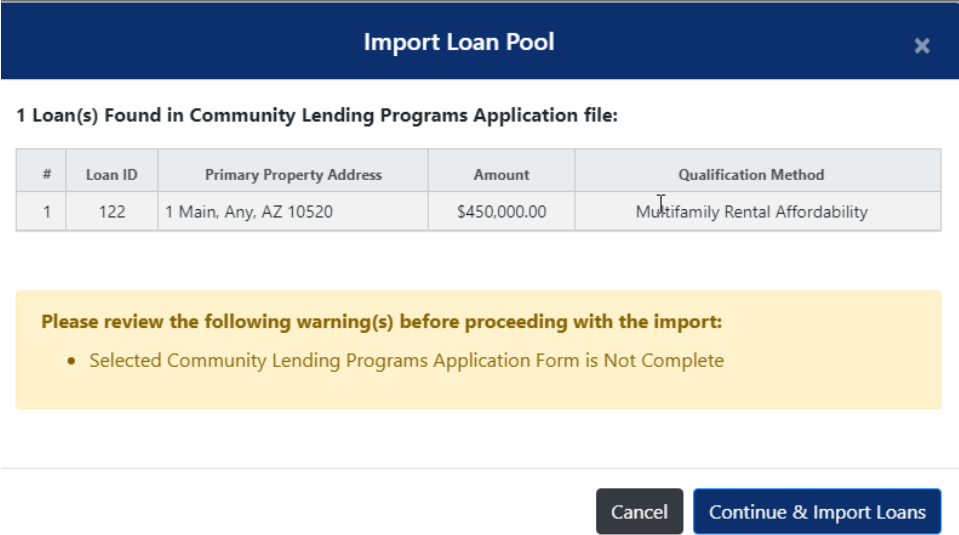 Import Loan Pool ×
1 Loan(s) Found in Community Lending Programs Application file:
# Loan ID Primary Property Address Amount Qualification Method
1 122 1 Main, Any, AZ 10520 $450,000.00 Multifamily Rental Affordability
Please review the following warning(s) before proceeding with the import:
• Selected Community Lending Programs Application Form is Not Complete
Cancel Continue & Import Loans